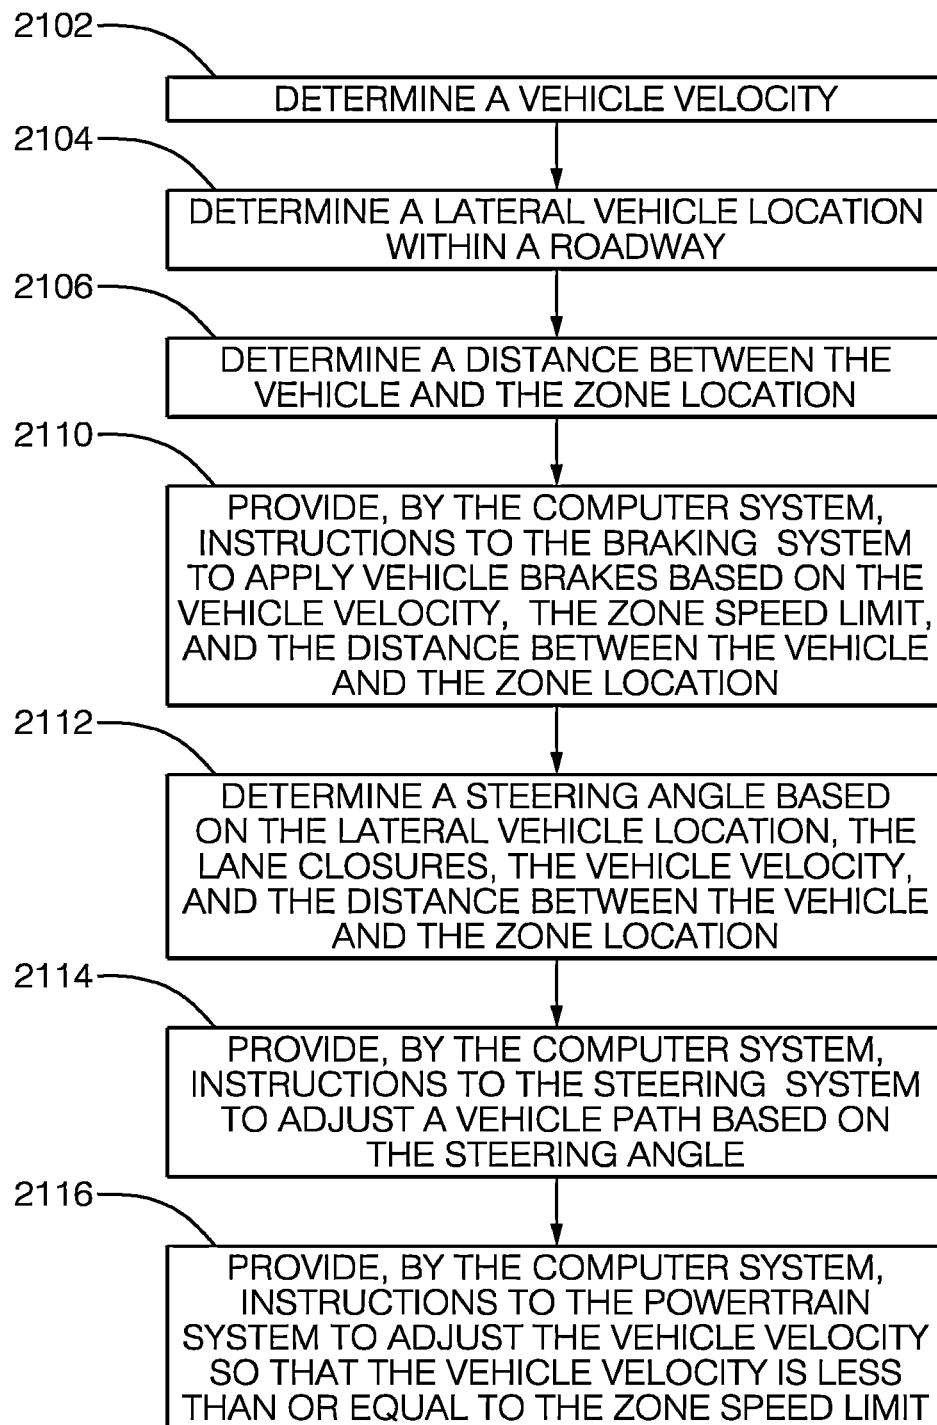 2102
DETERMINE A VEHICLE VELOCITY
2104
DETERMINE A LATERAL VEHICLE LOCATION
WITHIN A ROADWAY
2106
DETERMINE A DISTANCE BETWEEN THE
VEHICLE AND THE ZONE LOCATION
2110
PROVIDE, BY THE COMPUTER SYSTEM,
INSTRUCTIONS TO THE BRAKING SYSTEM
TO APPLY VEHICLE BRAKES BASED ON THE
VEHICLE VELOCITY, THE ZONE SPEED LIMIT,
AND THE DISTANCE BETWEEN THE VEHICLE
AND THE ZONE LOCATION
2112
DETERMINE A STEERING ANGLE BASED
ON THE LATERAL VEHICLE LOCATION, THE
LANE CLOSURES, THE VEHICLE VELOCITY,
AND THE DISTANCE BETWEEN THE VEHICLE
AND THE ZONE LOCATION
2114
PROVIDE, BY THE COMPUTER SYSTEM,
INSTRUCTIONS TO THE STEERING SYSTEM
TO ADJUST A VEHICLE PATH BASED ON
THE STEERING ANGLE
2116
PROVIDE, BY THE COMPUTER SYSTEM,
INSTRUCTIONS TO THE POWERTRAIN
SYSTEM TO ADJUST THE VEHICLE VELOCITY
SO THAT THE VEHICLE VELOCITY IS LESS
THAN OR EQUAL TO THE ZONE SPEED LIMIT